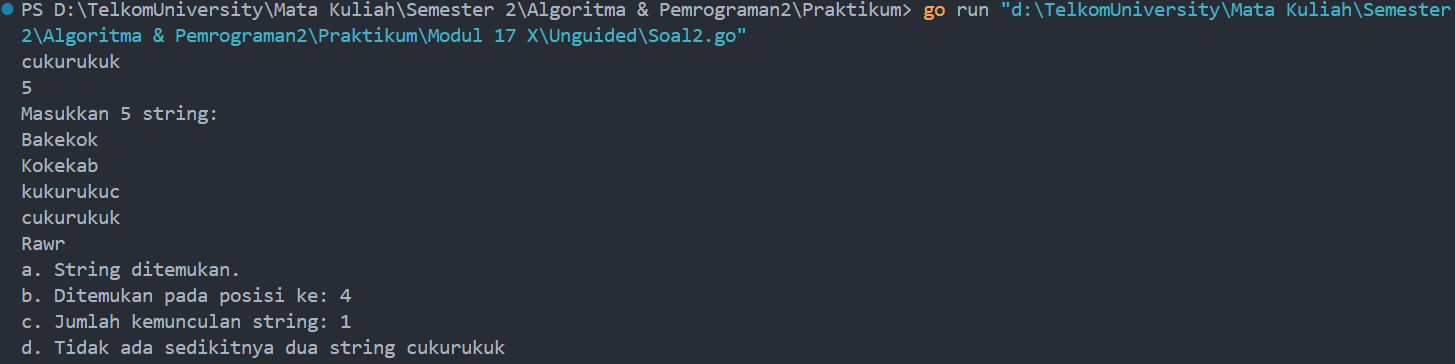 PS D:\TelkomUniversity\Mata Kuliah\Semester 2\Algoritma & Pemrograman2\Praktikum> go run "d:\TelkomUniversity\Mata Kuliah\Semester
2\Algoritma & Pemrograman2\Praktikum\Modul 17 X\Unguided\Soal2.go"
cukurukuk
5
Masukkan 5 string:
Bakekok
Kokekab
kukurukuc
cukurukuk
Rawr
a. String ditemukan.
b. Ditemukan pada posisi ke: 4
c. Jumlah kemunculan string: 1
d. Tidak ada sedikitnya dua string cukurukuk